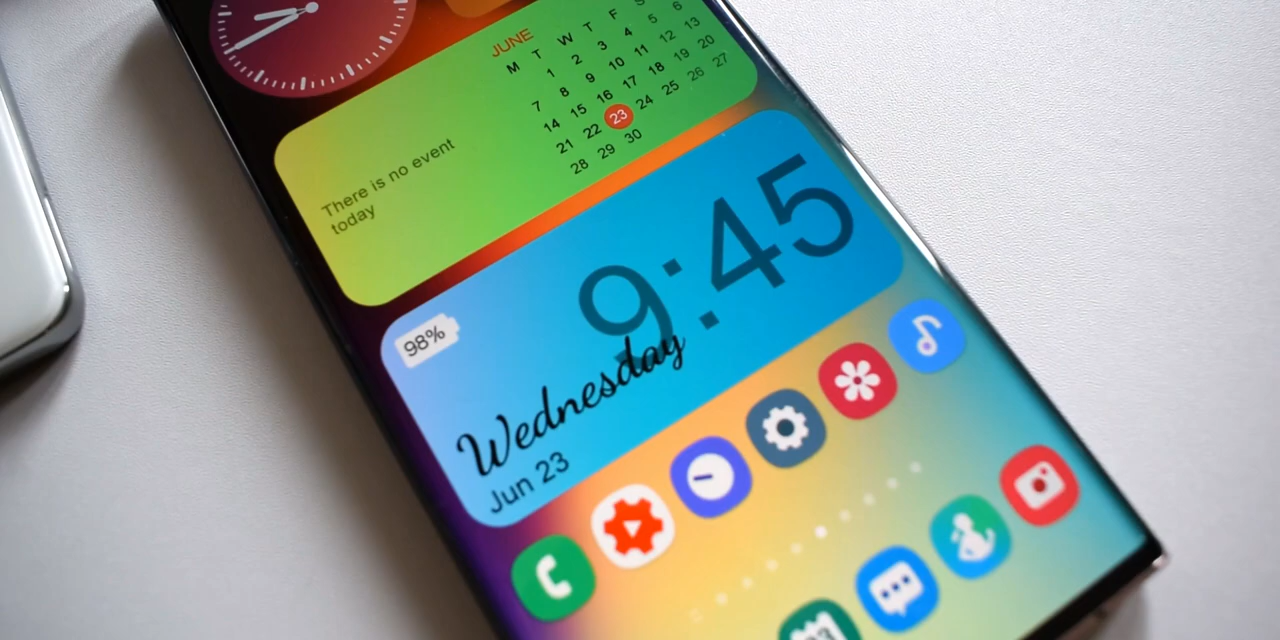 JUNE
M T W T F S
1 2 3 4 5 6
7 8 9 10 11 12 13
14 15 16 17 18 19 20
21 22 23 24 25 26 27
28 29 30
There is no event
today
9:45
98%
Wednesday
Jun 23